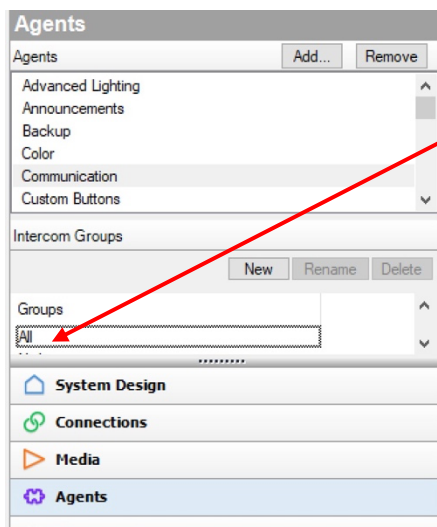 Agents
Agents Add... Remove
Advanced Lighting
Announcements
Backup
Color
Communication
Custom Buttons
Intercom Groups
New Rename Delete
Groups
All
System Design
Connections
Media
Agents